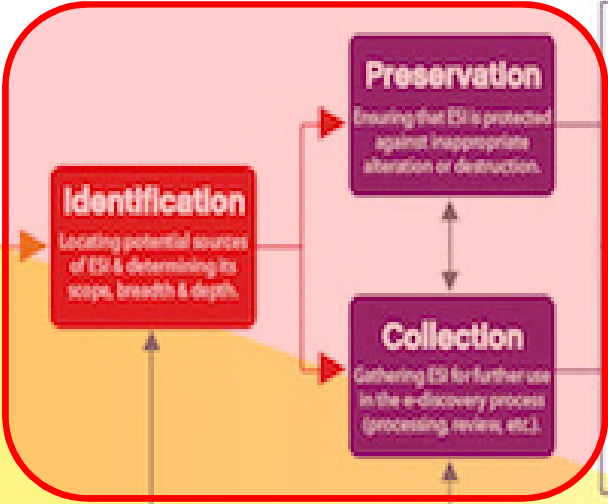 Identification
Locating potential sources
of ESI & determining its
scope, breadth & depth.
Preservation
Ensuring that ESI is protected
against inappropriate
alteration or destruction.
Collection
Gathering ESI for further use
in the e-discovery process
(processing, review, etc.).